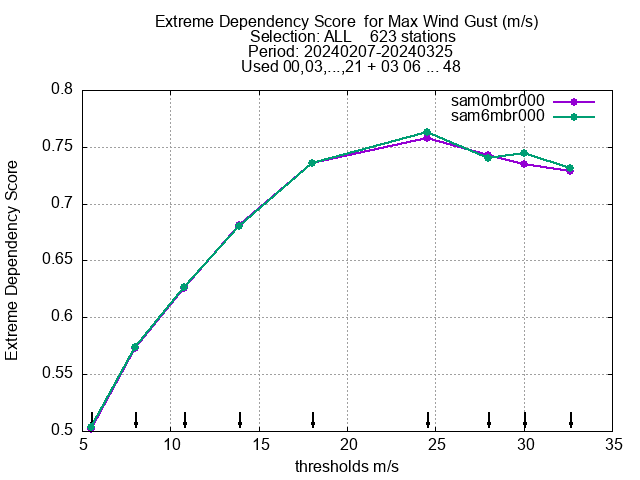 Extreme Dependency Score  for Max Wind Gust (m/s)
Selection: ALL    623 stations
Period: 20240207-20240325
Used 00,03,...,21 + 03 06 ... 48
sam0mbr000
sam6mbr000
0.8
0.75
0.7
0.65
0.6
0.55
0.5
Extreme Dependency Score
5 10 15 20 25 30 35
thresholds m/s